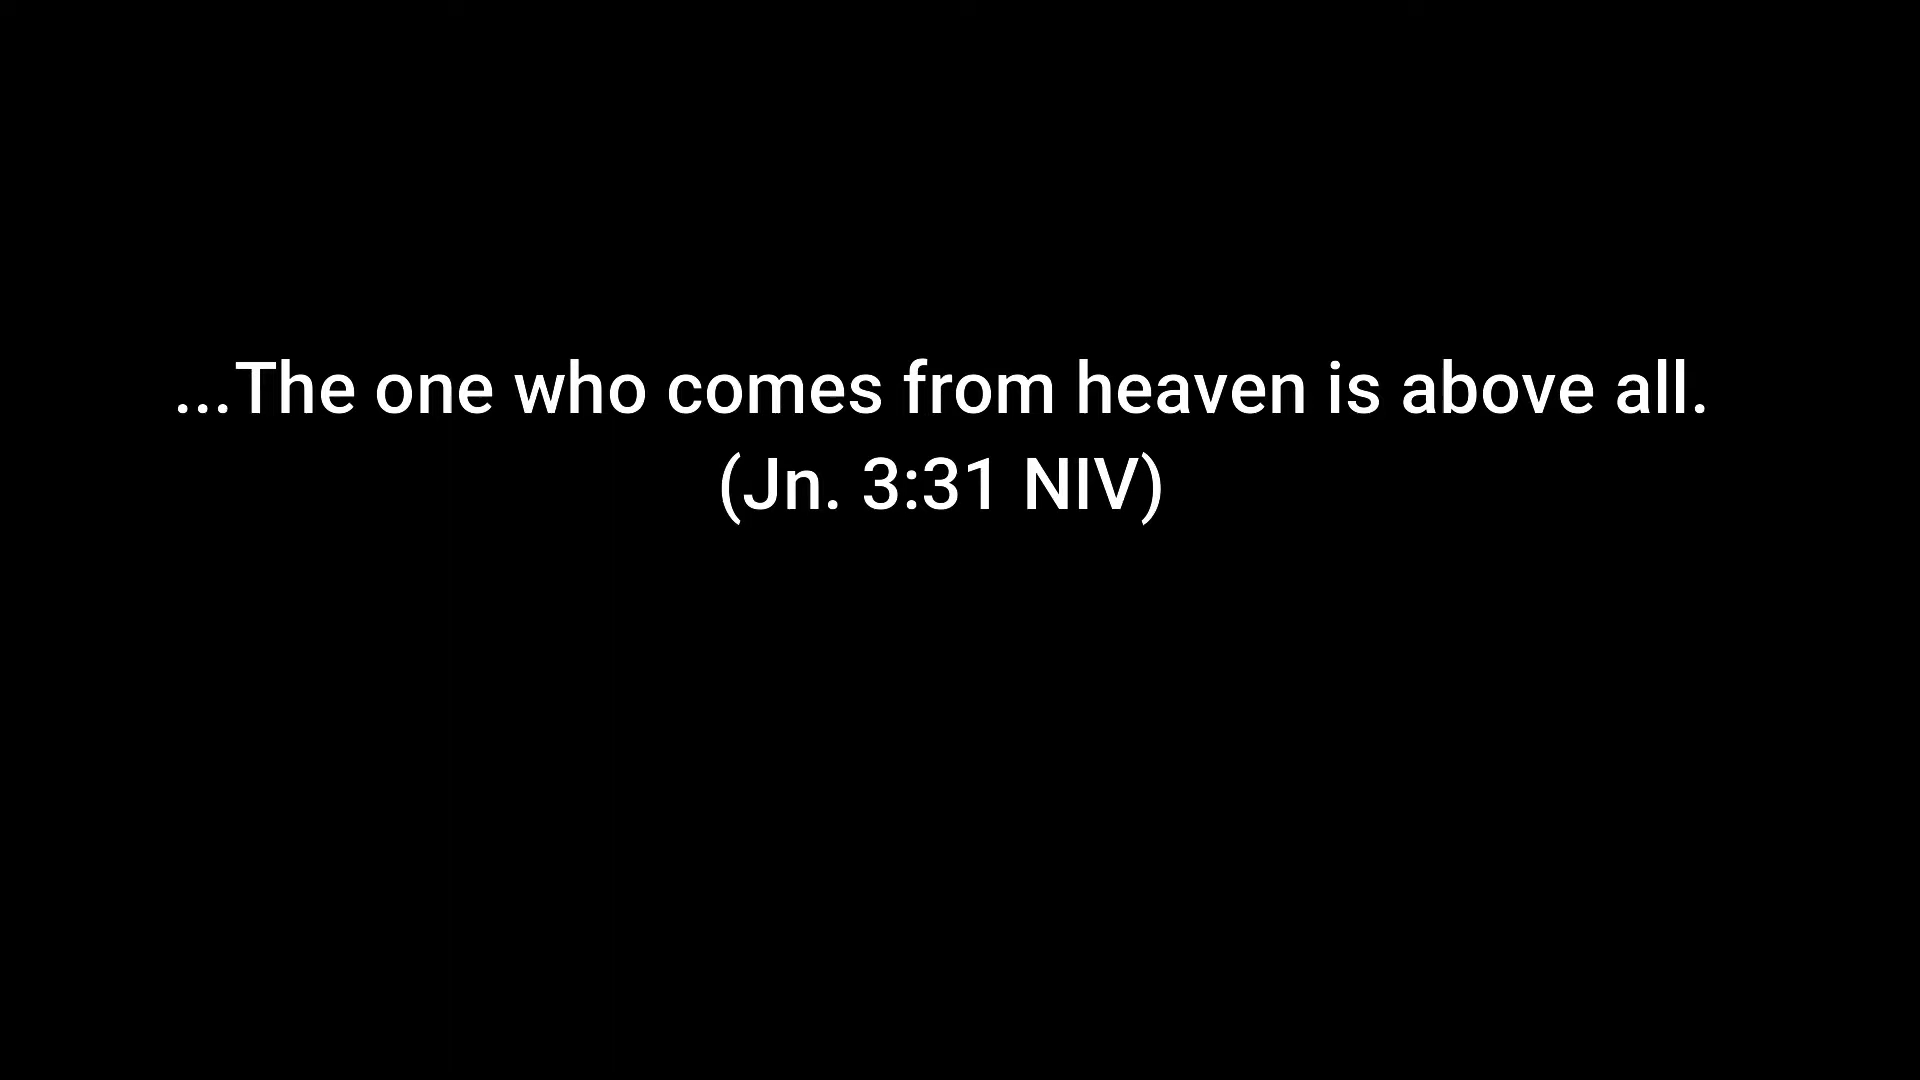 ...The one who comes from heaven is above all.
(Jn. 3:31 NIV)